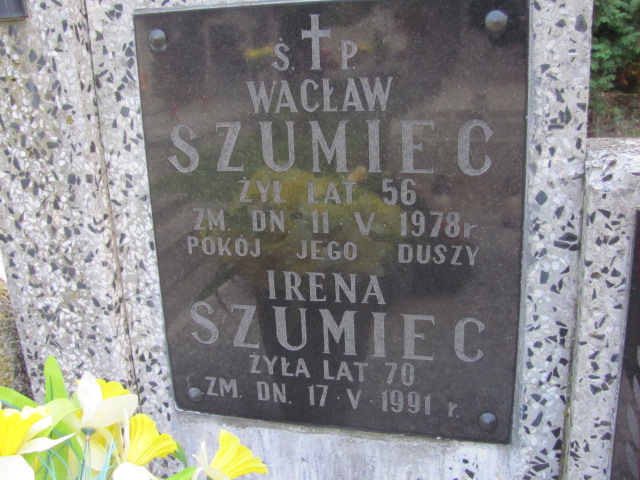 Ś. P.
WACŁAW
SZUMIEC
ŻYŁ LAT 56
ZM. DN. 11·V·1978 r.
POKÓJ JEGO DUSZY
IRENA
SZUMIEC
ŻYŁA LAT 70
ZM. DN. 17·V·1991 r.